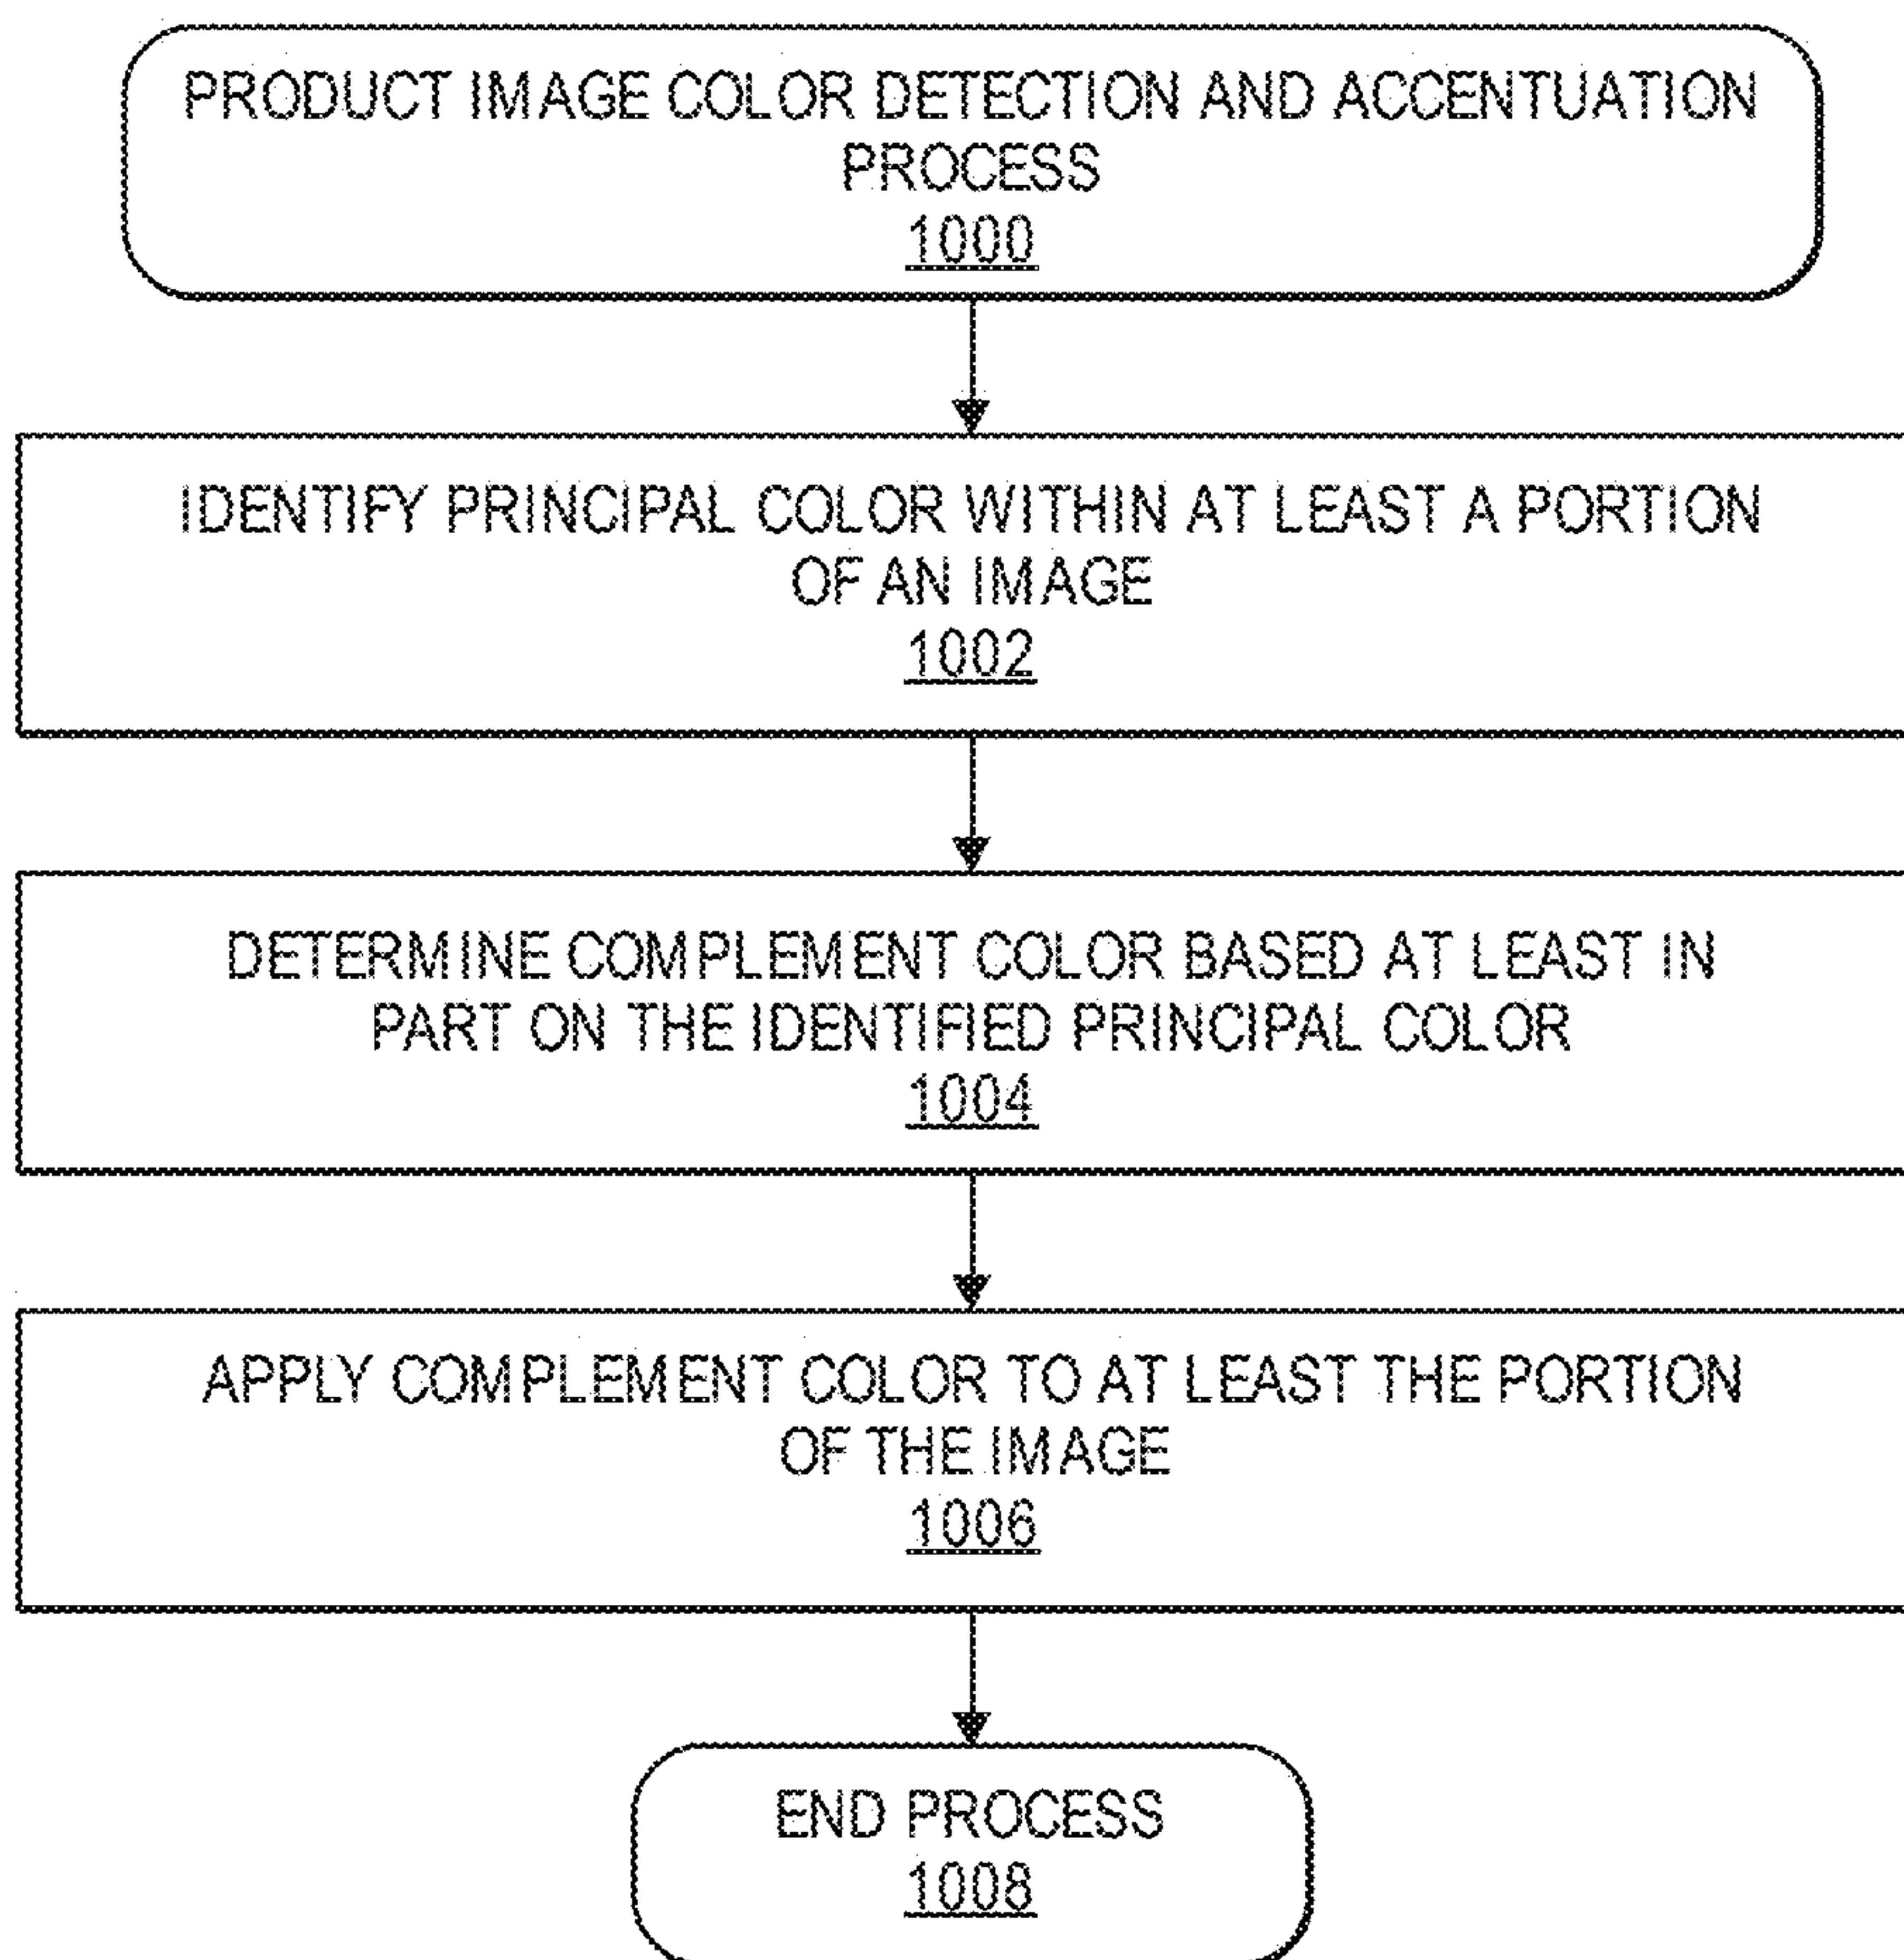 PRODUCT IMAGE COLOR DETECTION AND ACCENTUATION
PROCESS
1000
IDENTIFY PRINCIPAL COLOR WITHIN AT LEAST A PORTION
OF AN IMAGE
1002
DETERMINE COMPLEMENT COLOR BASED AT LEAST IN
PART ON THE IDENTIFIED PRINCIPAL COLOR
1004
APPLY COMPLEMENT COLOR TO AT LEAST THE PORTION
OF THE IMAGE
1006
END PROCESS
1008